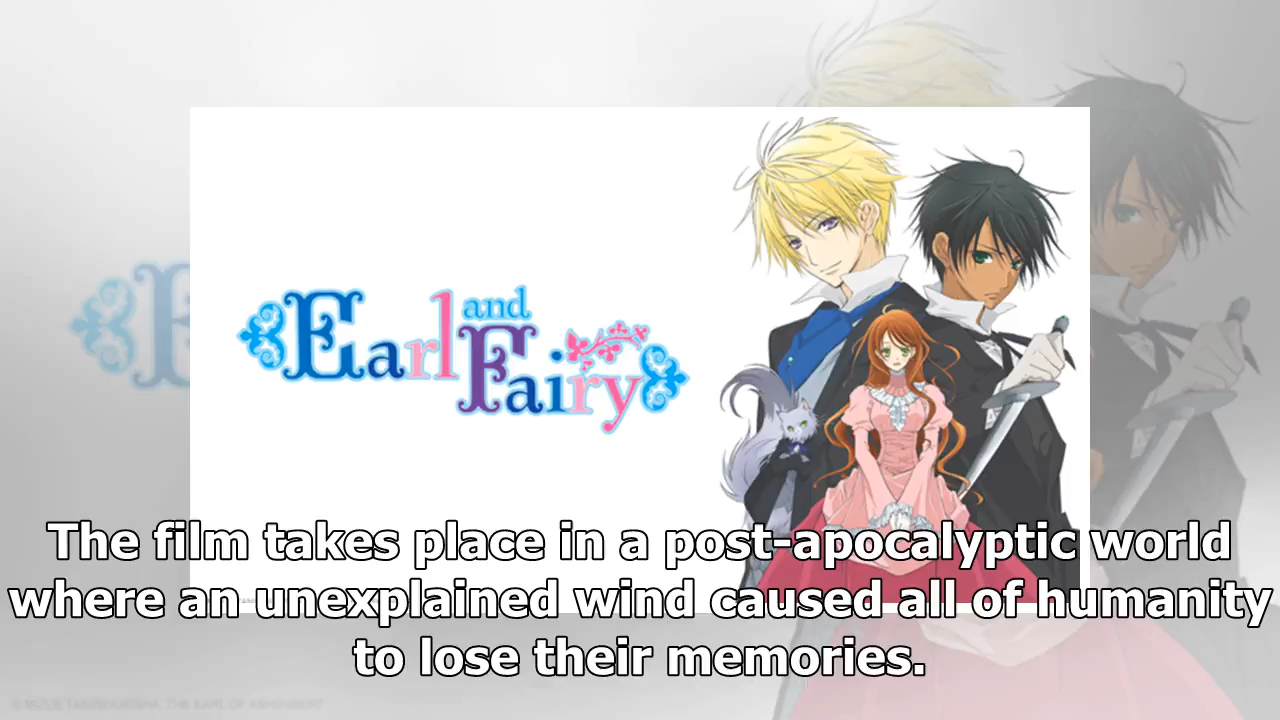 Earl and
Fairy
The film takes place in a post-apocalyptic world
where an unexplained wind caused all of humanity
to lose their memories.